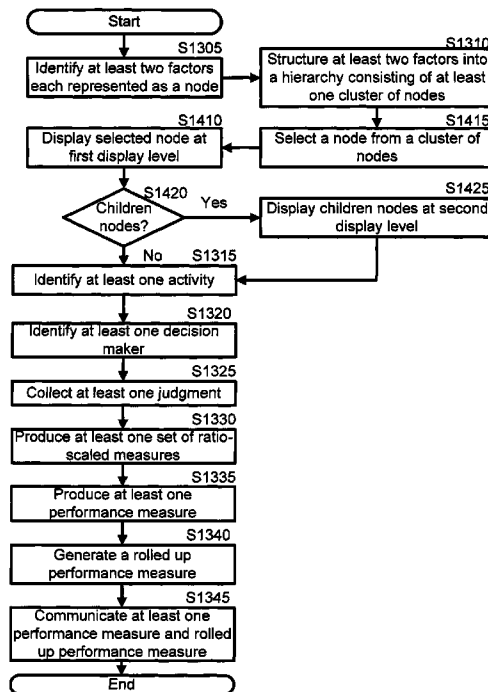 Start
S1305
Identify at least two factors
each represented as a node
S1310
Structure at least two factors into
a hierarchy consisting of at least
one cluster of nodes
S1415
Select a node from a cluster of
nodes
S1410
Display selected node at
first display level
S1420
Children
nodes?
Yes
S1425
Display children nodes at second
display level
No
S1315
Identify at least one activity
S1320
Identify at least one decision
maker
S1325
Collect at least one judgment
S1330
Produce at least one set of ratio-
scaled measures
S1335
Produce at least one
performance measure
S1340
Generate a rolled up
performance measure
S1345
Communicate at least one
performance measure and rolled
up performance measure
End